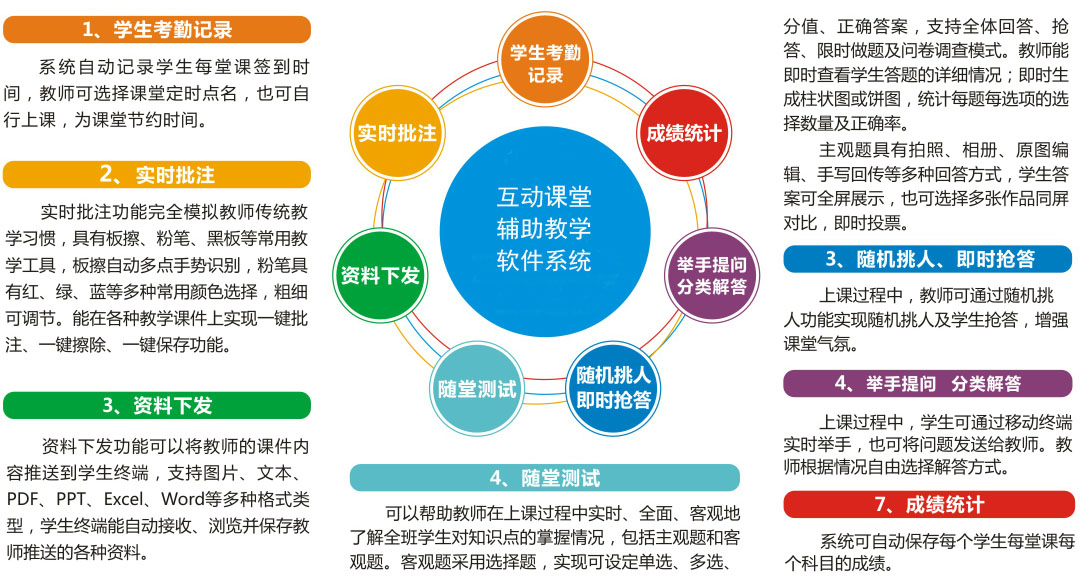 1、学生考勤记录
系统自动记录学生每堂课签到时
间，教师可选择课堂定时点名，也可自
行上课，为课堂节约时间。
2、实时批注
实时批注功能完全模拟教师传统教
学习惯，具有板擦、粉笔、黑板等常用教
学工具，板擦自动多点手势识别，粉笔具
有红、绿、蓝等多种常用颜色选择，粗细
可调节。能在各种教学课件上实现一键批
注、一键擦除、一键保存功能。
3、资料下发
资料下发功能可以将教师的课件内
容推送到学生终端，支持图片、文本、
PDF、PPT、Excel、Word等多种格式类
型，学生终端能自动接收、浏览并保存教
师推送的各种资料。
学生考勤
记录
实时批注
成绩统计
互动课堂
辅助教学
软件系统
资料下发
举手提问
分类解答
随堂测试
随机挑人
即时抢答
4、随堂测试
可以帮助教师在上课过程中实时、全面、客观地
了解全班学生对知识点的掌握情况，包括主观题和客
观题。客观题采用选择题，实现可设定单选、多选、
分值、正确答案，支持全体回答、抢
答、限时做题及问卷调查模式。教师能
即时查看学生答题的详细情况；即时生
成柱状图或饼图，统计每题每选项的选
择数量及正确率。
主观题具有拍照、相册、原图编
辑、手写回传等多种回答方式，学生答
案可全屏展示，也可选择多张作品同屏
对比，即时投票。
3、随机挑人、即时抢答
上课过程中，教师可通过随机挑
人功能实现随机挑人及学生抢答，增强
课堂气氛。
4、举手提问 分类解答
上课过程中，学生可通过移动终端
实时举手，也可将问题发送给教师。教
师根据情况自由选择解答方式。
7、成绩统计
系统可自动保存每个学生每堂课每
个科目的成绩。